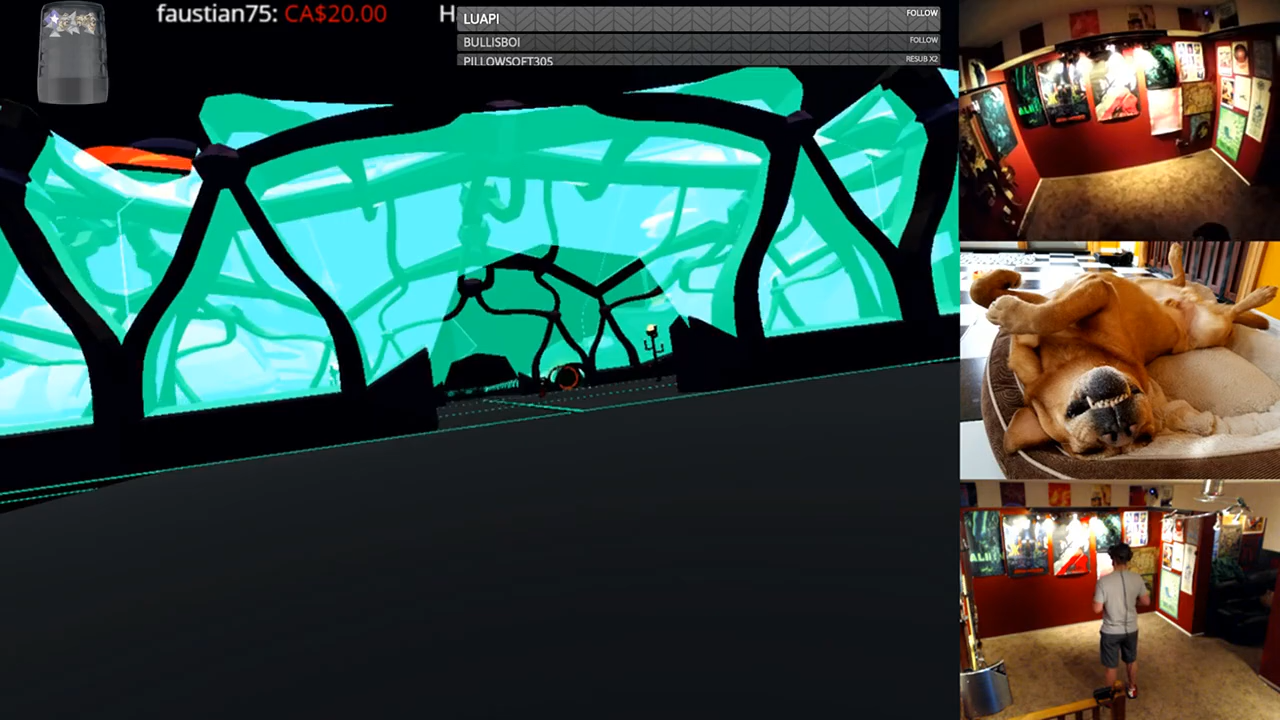 faustian75: CA$20.00
H
LUAPI FOLLOW
BULLISBOI FOLLOW
PILLOWSOFT305 RESUB X2